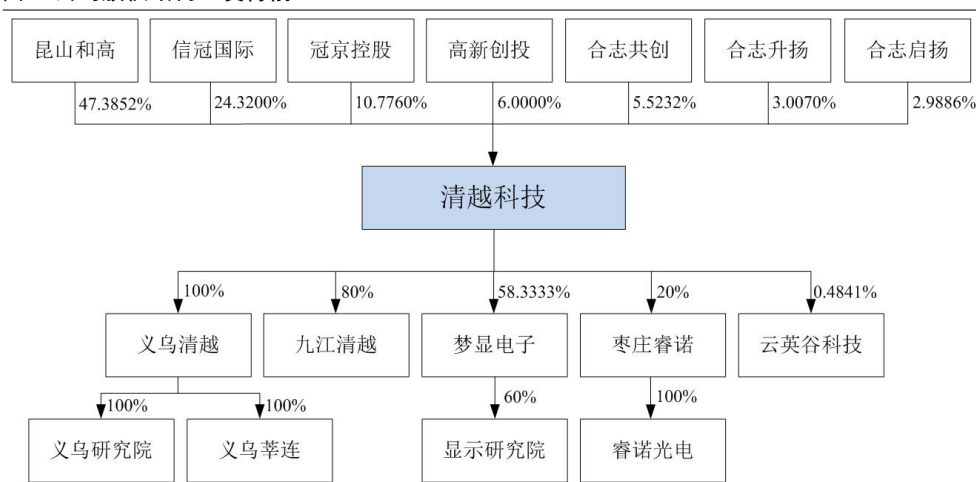 昆山和高 信冠国际 冠京控股 高新创投 合志共创 合志升扬 合志启扬
47.3852% 24.3200% 10.7760% 6.0000% 5.5232% 3.0070% 2.9886%
清越科技
100% 80% 58.3333% 20% 0.4841%
义乌清越 九江清越 梦显电子 枣庄睿诺 云英谷科技
100% 100% 60% 100%
义乌研究院 义乌莘连 显示研究院 睿诺光电